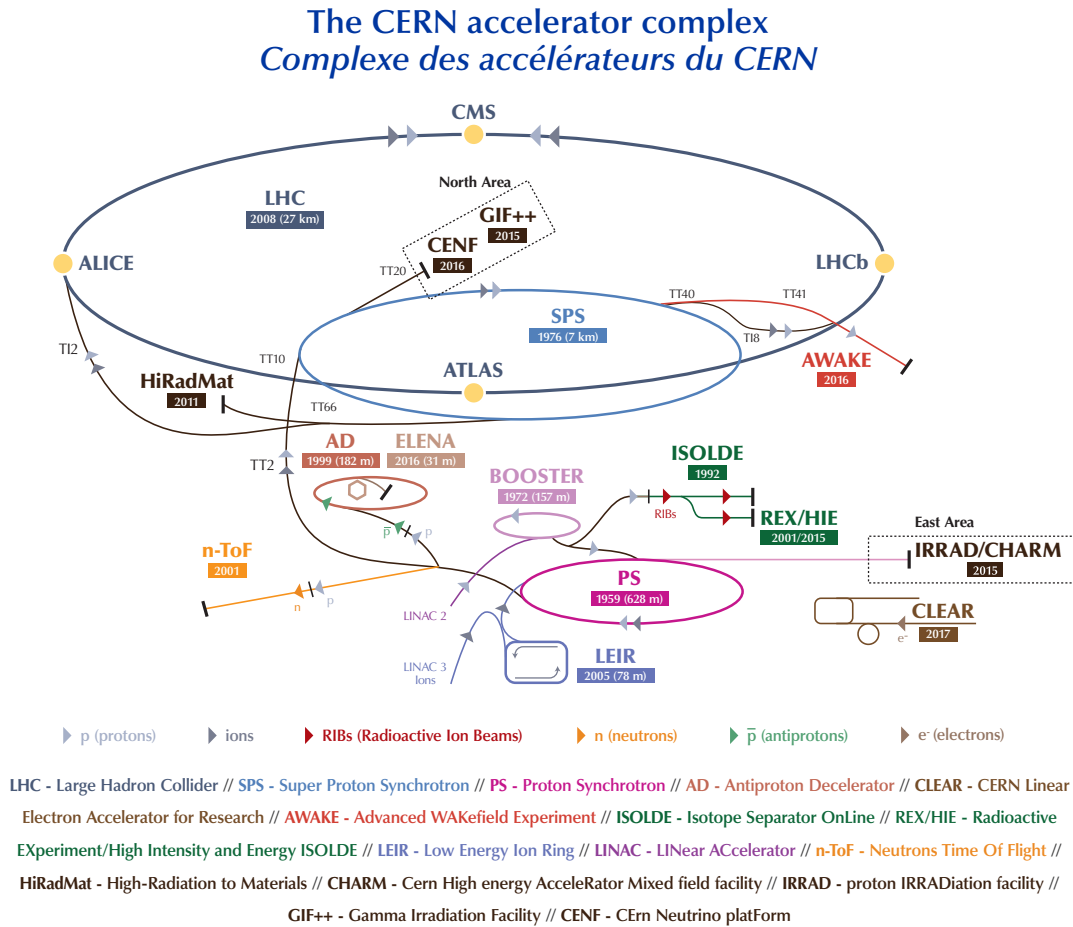 The CERN accelerator complex
Complexe des accélérateurs du CERN
CMS
North Area
LHC
2008 (27 km)
GIF++
2015
CENF
2016
ALICE
TT20
LHCb
TT40
TT41
SPS
1976 (7 km)
TI8
TI2
TT10
ATLAS
AWAKE
2016
HiRadMat
2011
TT66
AD
1999 (182 m)
ELENA
2016 (31 m)
TT2
BOOSTER
1972 (157 m)
ISOLDE
1992
RIBs
REX/HIE
2001/2015
East Area
p̅
p
IRRAD/CHARM
2015
n-ToF
2001
n
p
PS
1959 (628 m)
LINAC 2
CLEAR
2017
e-
LINAC 3
Ions
LEIR
2005 (78 m)
p (protons)
ions
RIBs (Radioactive Ion Beams)
n (neutrons)
p̅ (antiprotons)
e- (electrons)
LHC - Large Hadron Collider // SPS - Super Proton Synchrotron // PS - Proton Synchrotron // AD - Antiproton Decelerator // CLEAR - CERN Linear
Electron Accelerator for Research // AWAKE - Advanced WAKefield Experiment // ISOLDE - Isotope Separator OnLine // REX/HIE - Radioactive
EXperiment/High Intensity and Energy ISOLDE // LEIR - Low Energy Ion Ring // LINAC - LINear ACcelerator // n-ToF - Neutrons Time Of Flight //
HiRadMat - High-Radiation to Materials // CHARM - Cern High energy AcceleRator Mixed field facility // IRRAD - proton IRRADiation facility //
GIF++ - Gamma Irradiation Facility // CENF - CErn Neutrino platForm